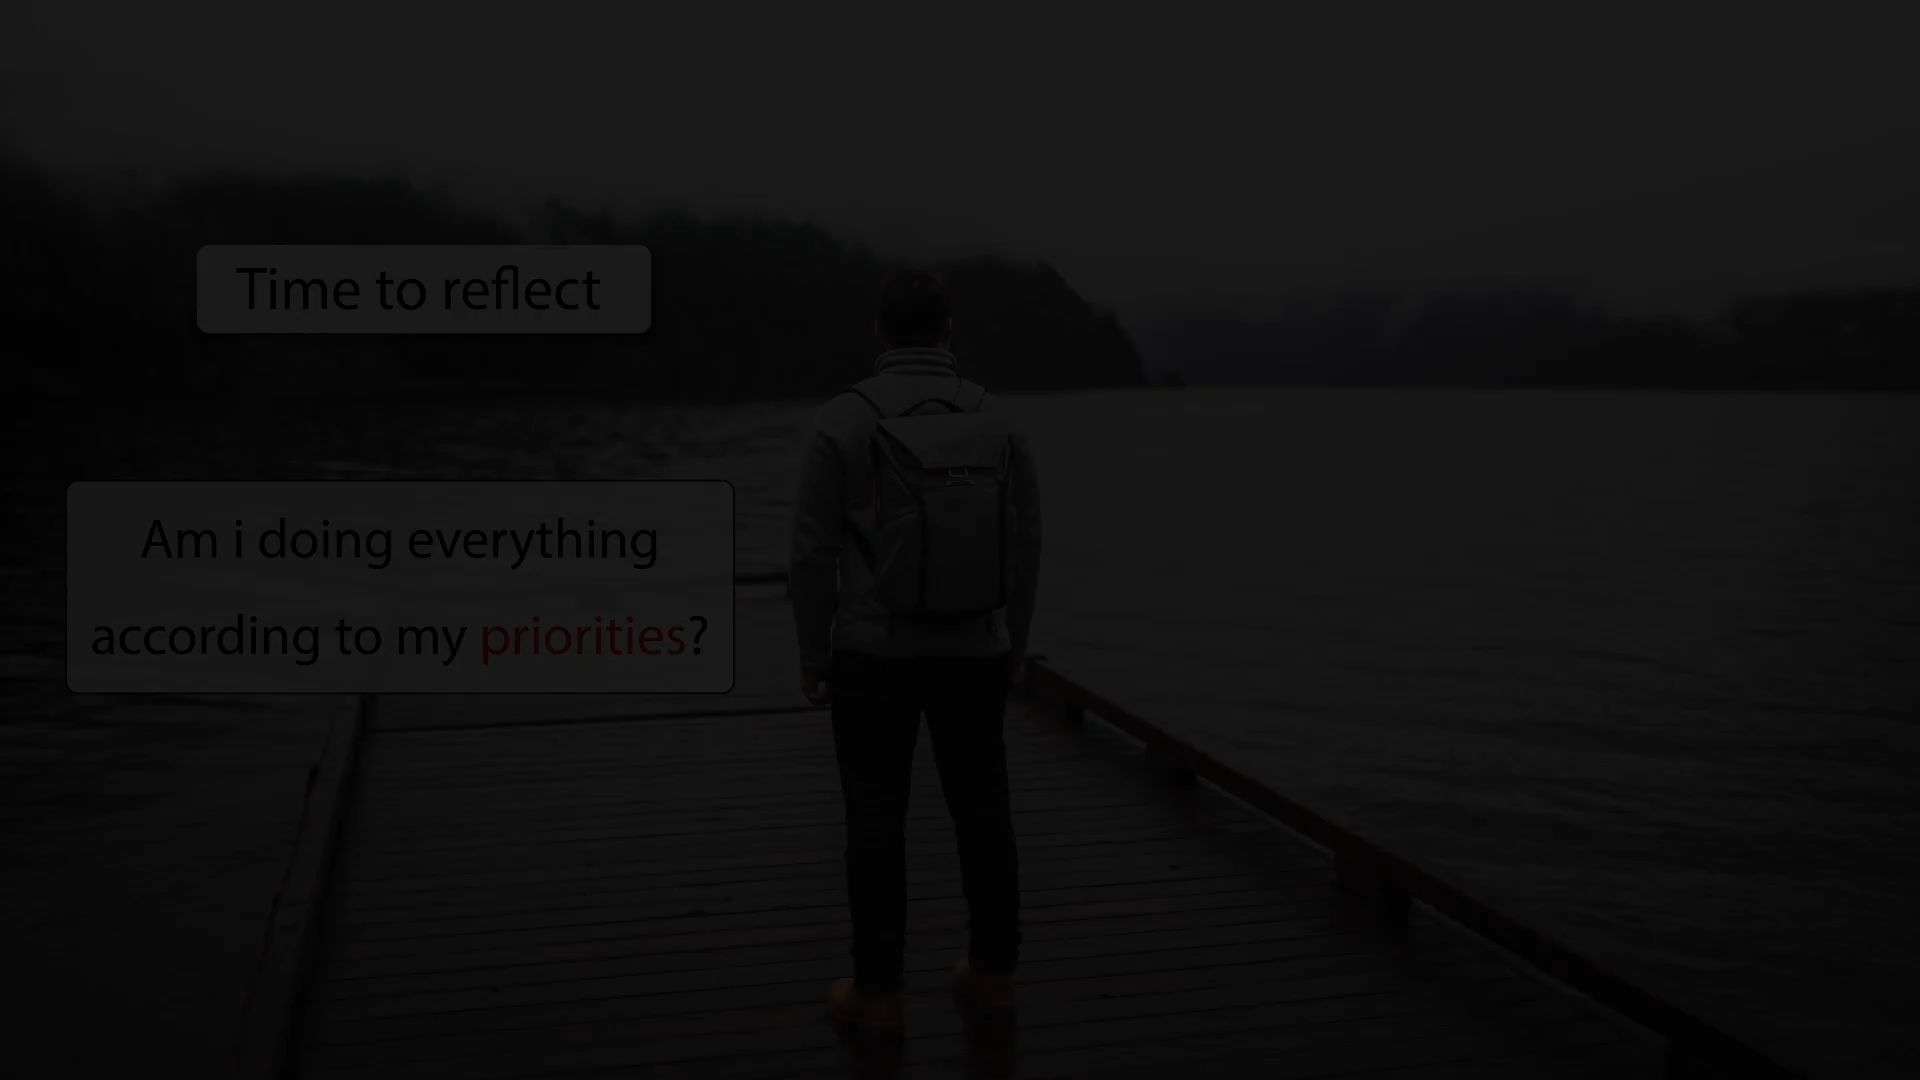 Time to reflect
Am i doing everything
according to my priorities?